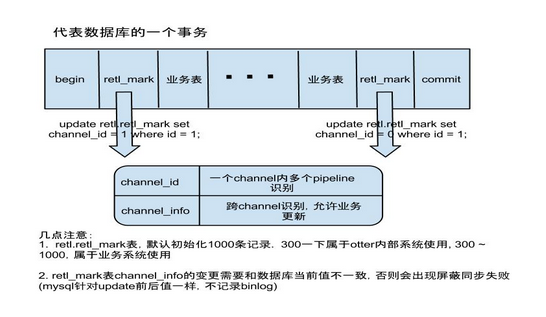 代表数据库的一个事务
begin
retl_mark
业务表
业务表
retl_mark
commit
update retl.retl_mark set
channel_id = 1 where id = 1;
update retl.retl_mark set
channel_id = 0 where id = 1;
channel_id
一个channel内多个pipeline
识别
channel_info
跨channel识别, 允许业务
更新
几点注意:
1. retl.retl_mark表, 默认初始化1000条记录. 300一下属于otter内部系统使用, 300 ~
1000, 属于业务系统使用
2. retl_mark表channel_info的变更需要和数据库当前值不一致, 否则会出现屏蔽同步失败
(mysql针对update前后值一样, 不记录binlog)